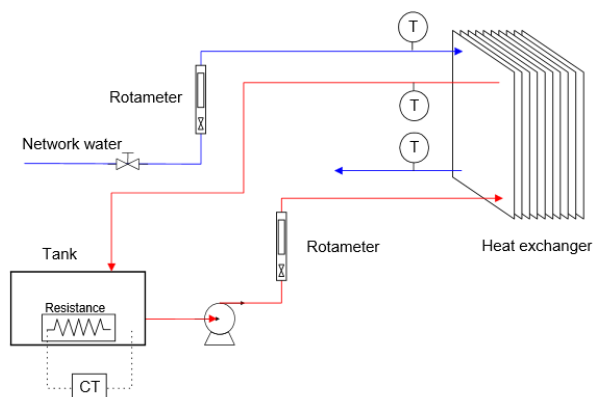 T
Rotameter
T
Network water
T
Tank
Rotameter
Heat exchanger
Resistance
CT